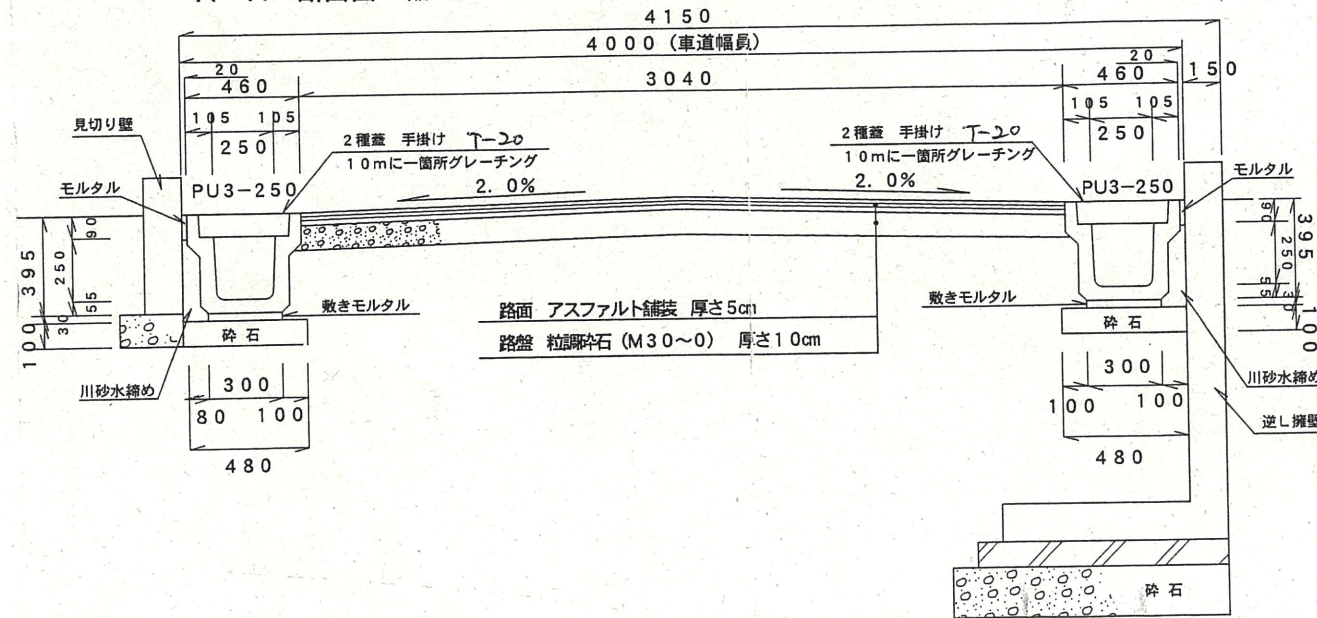 4150
4000(車道幅員)
20
20
460
3040
460
150
105
105
105
105
見切り壁
250
250
2種蓋 手掛け T-20
10mに一箇所グレーチング
2種蓋 手掛け T-20
10mに一箇所グレーチング
モルタル
PU3-250
2.0%
2.0%
PU3-250
モルタル
90
250
55
30
395
100
90
250
55
30
395
100
敷きモルタル
路面 アスファルト舗装 厚さ5cm
敷きモルタル
砕石
路盤 粒調砕石(M30~0) 厚さ10cm
砕石
川砂水締め
300
80
100
480
300
100
100
480
川砂水締め
逆L擁壁
砕石